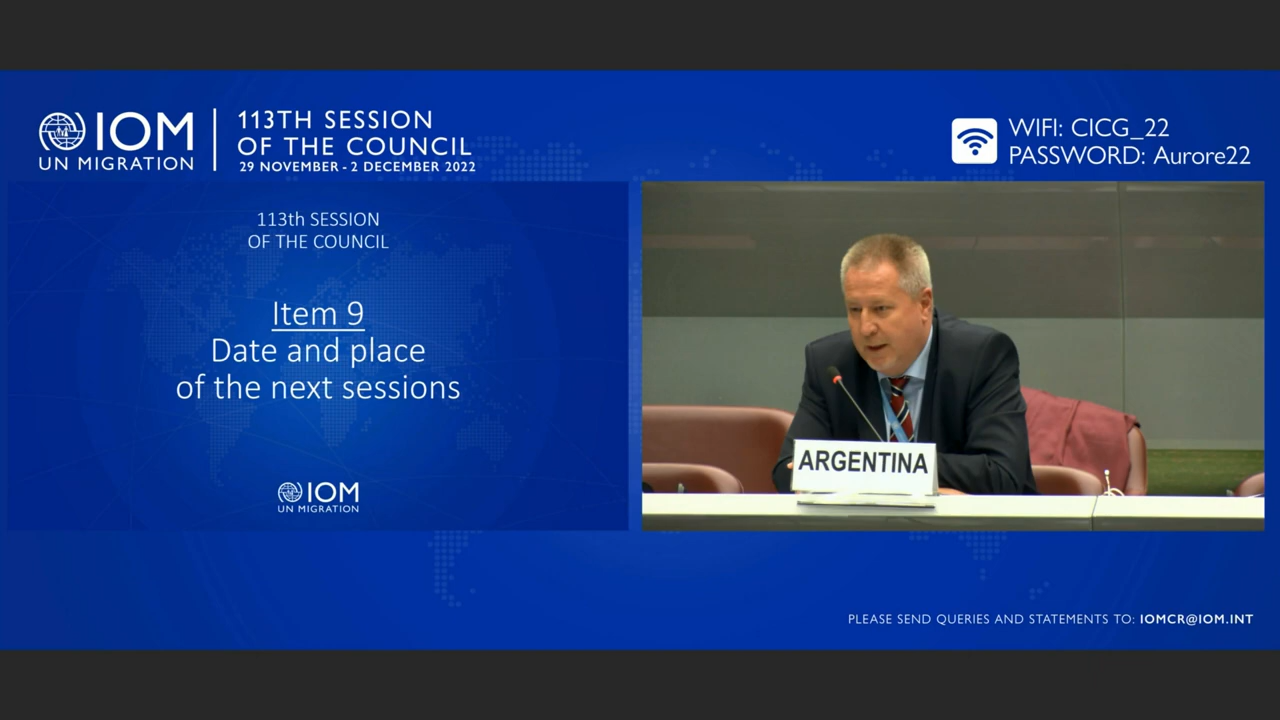 IOM
UN MIGRATION
113TH SESSION
OF THE COUNCIL
29 NOVEMBER - 2 DECEMBER 2022
WIFI: CICG_22
PASSWORD: Aurore22
113th SESSION
OF THE COUNCIL
Item 9
Date and place
of the next sessions
IOM
UN MIGRATION
ARGENTINA
PLEASE SEND QUERIES AND STATEMENTS TO: IOMCR@IOM.INT